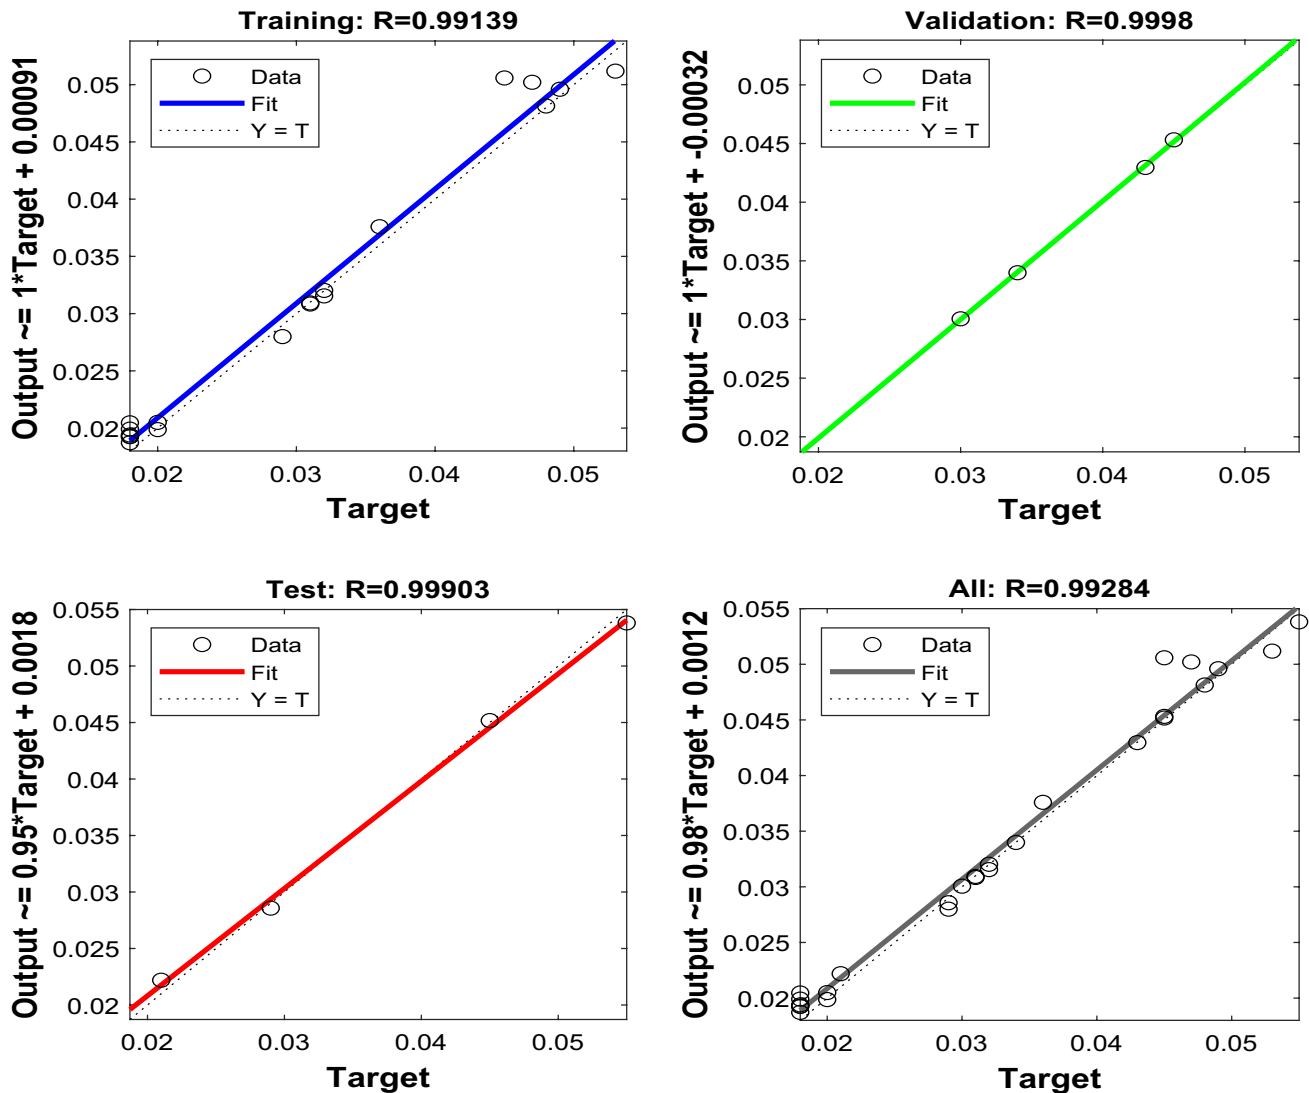 Training: R=0.99139
Output ~= 1*Target + 0.00091
0.05
0.045
0.04
0.035
0.03
0.025
0.02
Data
Fit
Y = T
0.02 0.03 0.04 0.05
Target
Validation: R=0.9998
Output ~= 1*Target + -0.00032
0.05
0.045
0.04
0.035
0.03
0.025
0.02
Data
Fit
Y = T
0.02 0.03 0.04 0.05
Target
Test: R=0.99903
Output ~= 0.95*Target + 0.0018
0.055
0.05
0.045
0.04
0.035
0.03
0.025
0.02
Data
Fit
Y = T
0.02 0.03 0.04 0.05
Target
All: R=0.99284
Output ~= 0.98*Target + 0.0012
0.055
0.05
0.045
0.04
0.035
0.03
0.025
0.02
Data
Fit
Y = T
0.02 0.03 0.04 0.05
Target